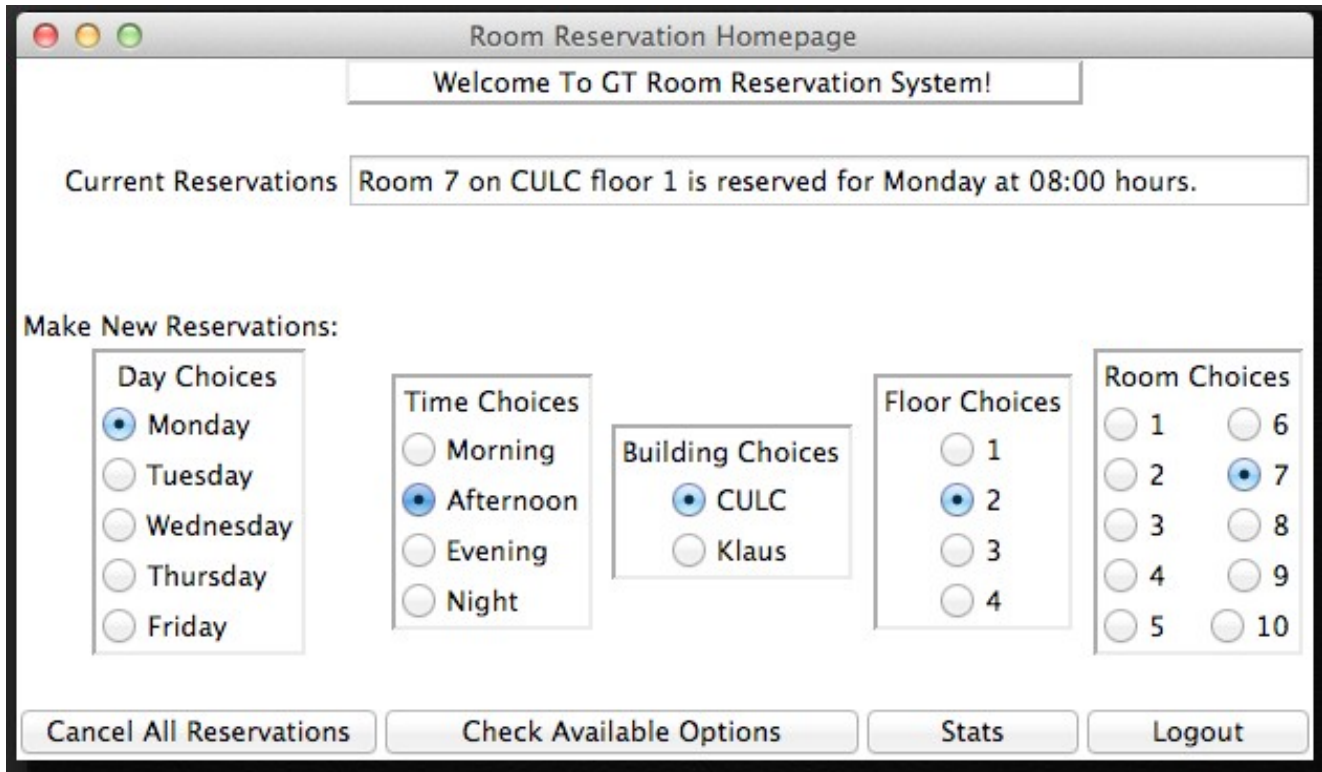 Room Reservation Homepage
Welcome To GT Room Reservation System!
Current Reservations Room 7 on CULC floor 1 is reserved for Monday at 08:00 hours.
Make New Reservations:
Day Choices
Monday
Tuesday
Wednesday
Thursday
Friday
Time Choices
Morning
Afternoon
Evening
Night
Building Choices
CULC
Klaus
Floor Choices
1
2
3
4
Room Choices
1 6
2 7
3 8
4 9
5 10
Cancel All Reservations Check Available Options Stats Logout